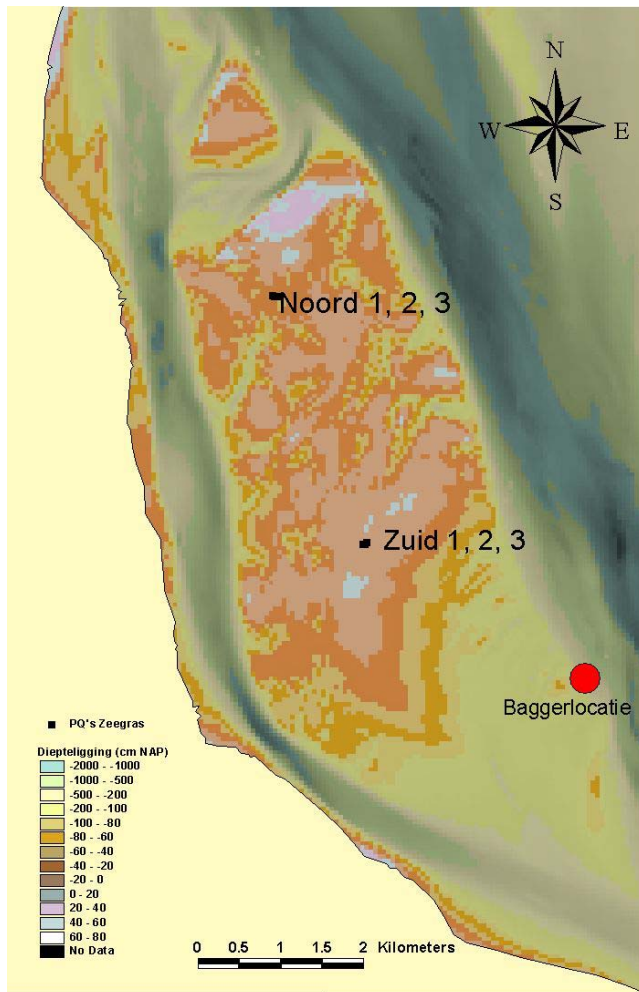 N
W E
S
Noord 1, 2, 3
Zuid 1, 2, 3
Baggerlocatie
PQ's Zeegras
Diepteligging (cm NAP)
-2000 - -1000
-1000 - -500
-500 - -200
-200 - -100
-100 - -80
-80 - -60
-60 - -40
-40 - -20
-20 - 0
0 - 20
20 - 40
40 - 60
60 - 80
No Data
0 0.5 1 1.5 2 Kilometers